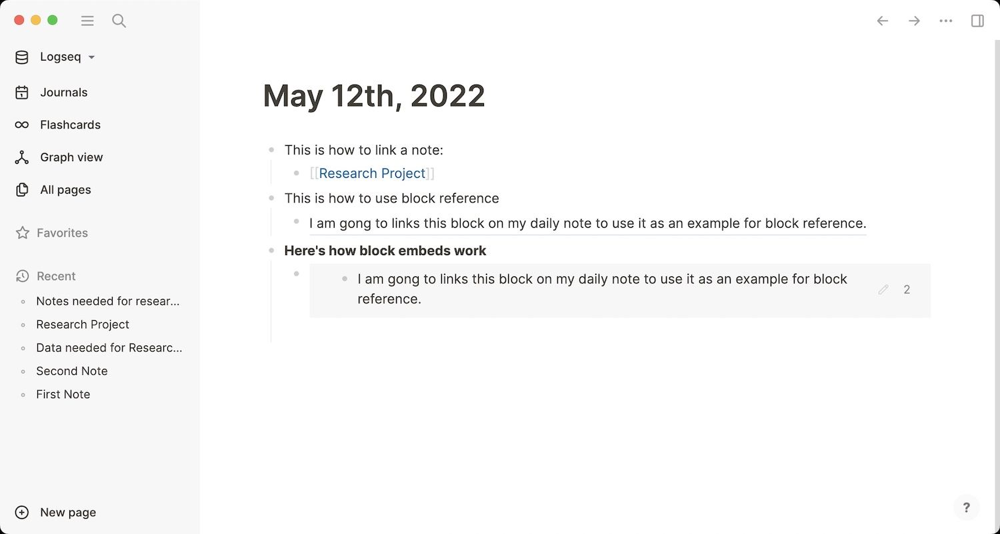 Logseq
Journals
Flashcards
Graph view
All pages
Favorites
Recent
Notes needed for resear...
Research Project
Data needed for Researc...
Second Note
First Note
New page
May 12th, 2022
This is how to link a note:
[[Research Project]]
This is how to use block reference
I am gong to links this block on my daily note to use it as an example for block reference.
Here's how block embeds work
I am gong to links this block on my daily note to use it as an example for block
reference.
2
?